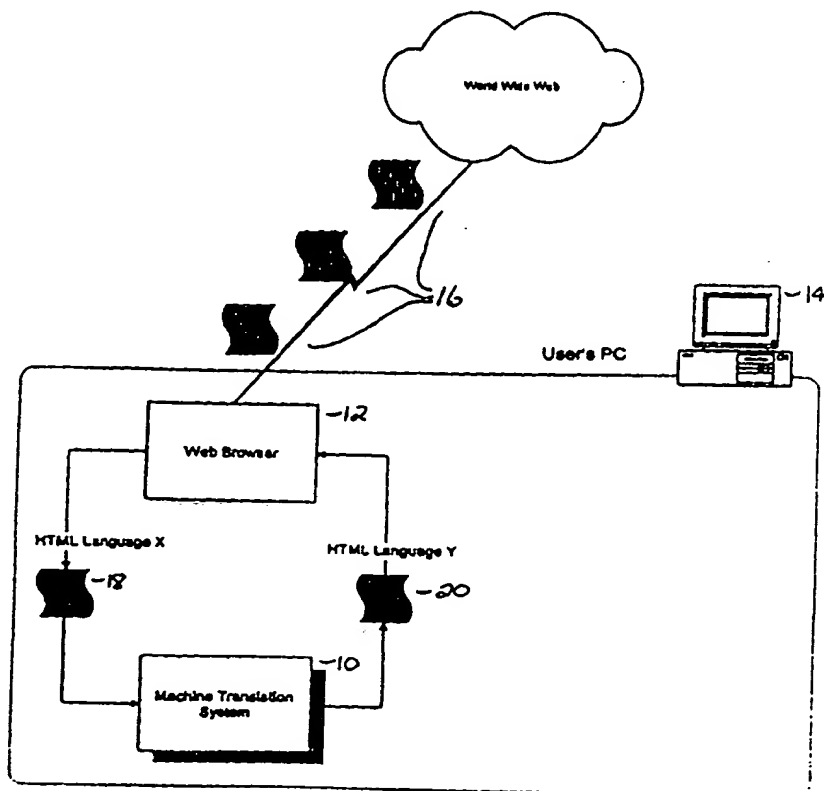 World Wide Web
16
14
User's PC
12
Web Browser
HTML Language X
HTML Language Y
18
20
10
Machine Translation
System